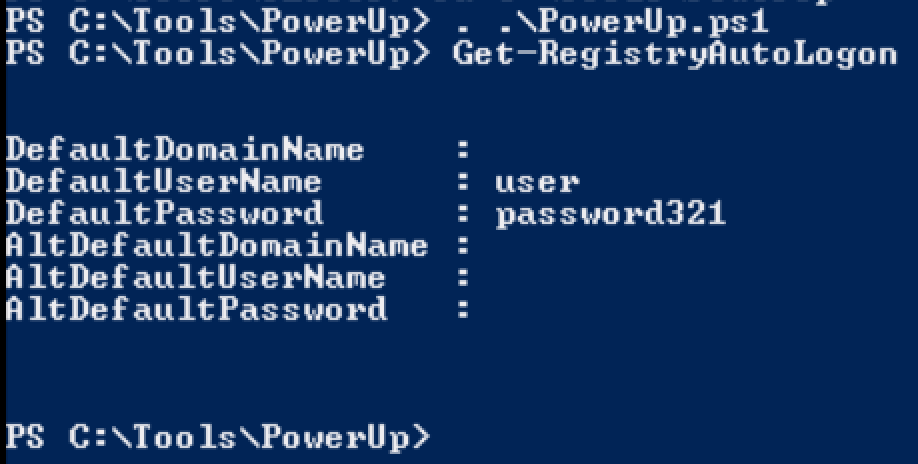 PS C:\Tools\PowerUp> . .\PowerUp.ps1
PS C:\Tools\PowerUp> Get-RegistryAutoLogon
DefaultDomainName :
DefaultUserName : user
DefaultPassword : password321
AltDefaultDomainName :
AltDefaultUserName :
AltDefaultPassword :
PS C:\Tools\PowerUp>